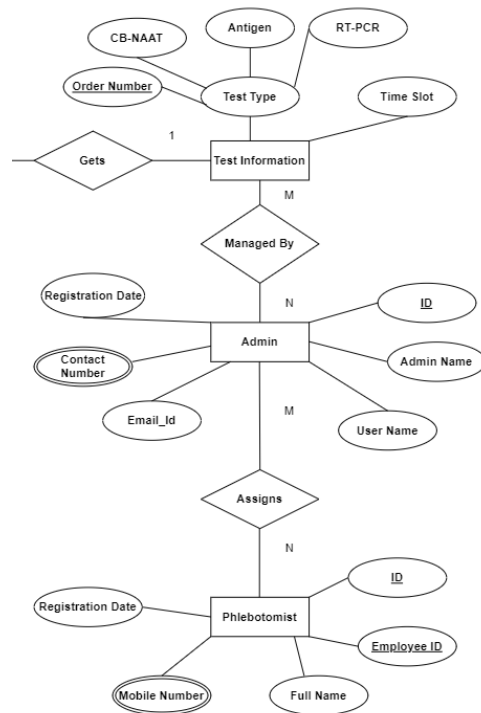 Antigen
RT-PCR
CB-NAAT
Order Number
Test Type
Time Slot
1
Gets
Test Information
M
Managed By
Registration Date
N
ID
Admin
Contact
Number
Admin Name
Email_Id
M
User Name
Assigns
N
ID
Registration Date
Phlebotomist
Employee ID
Mobile Number
Full Name